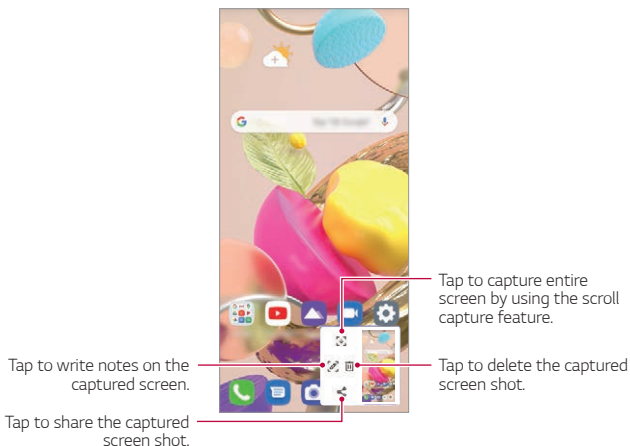 Tap to capture entire
screen by using the scroll
capture feature.
Tap to write notes on the
captured screen.
Tap to delete the captured
screen shot.
Tap to share the captured
screen shot.